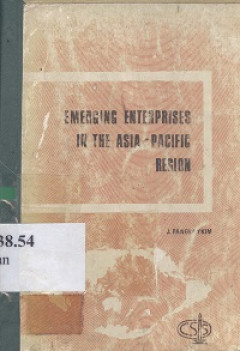 EMERGING ENTERPRISES
IN THE ASIA-PACIFIC
REGION
38.54
an
CSIS